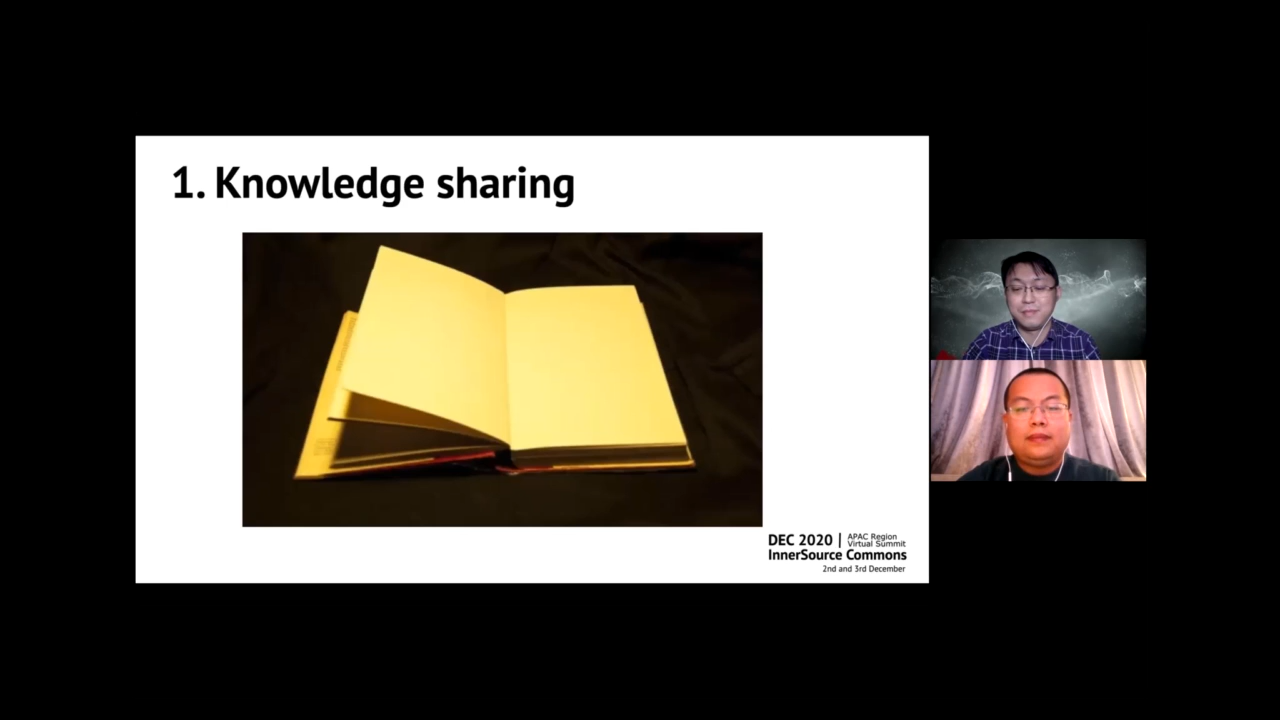 1. Knowledge sharing
DEC 2020 | APAC Region
Virtual Summit
InnerSource Commons
2nd and 3rd December